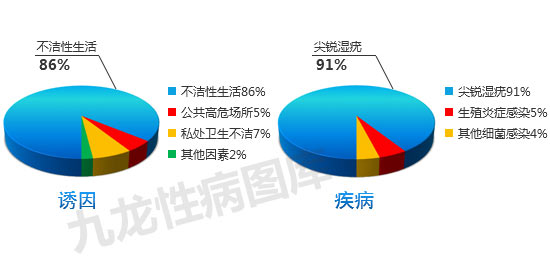 不洁性生活
86%
不洁性生活86%
公共高危场所5%
私处卫生不洁7%
其他因素2%
诱因
尖锐湿疣
91%
尖锐湿疣91%
生殖炎症感染5%
其他细菌感染4%
疾病
九龙性病图库